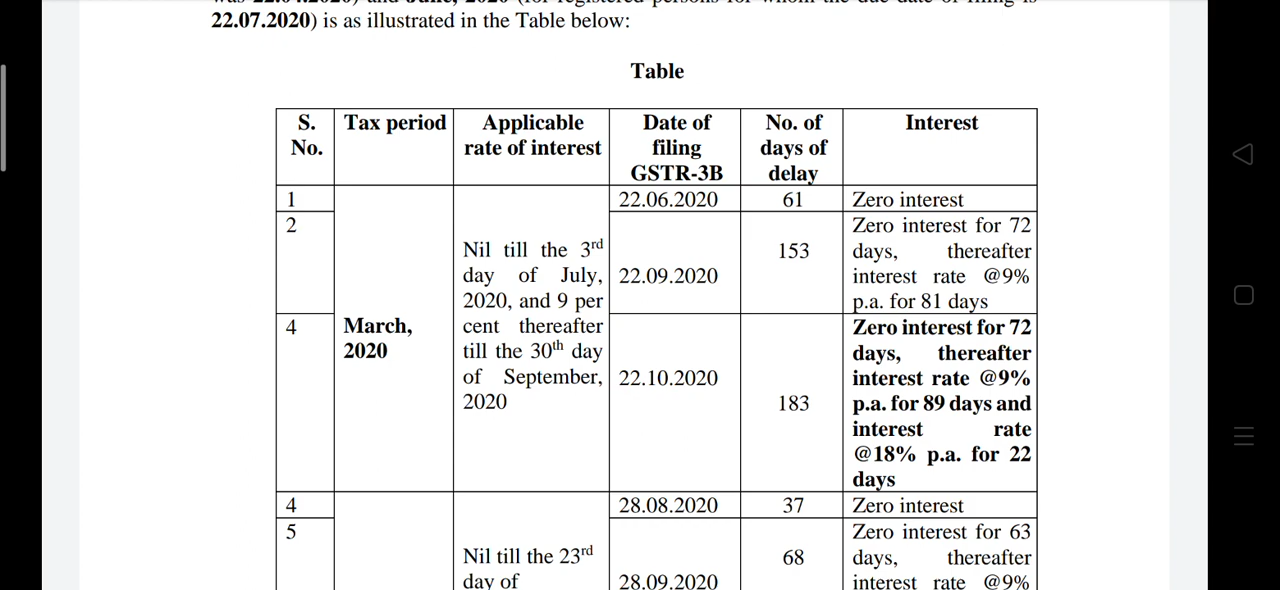 22.07.2020) is as illustrated in the Table below:
Table
S. No.
Tax period
Applicable rate of interest
Date of filing GSTR-3B
No. of days of delay
Interest
1
22.06.2020
61
Zero interest
2
March, 2020
Nil till the 3rd
day of July,
2020, and 9 per
cent thereafter
till the 30th day
of September,
2020
22.09.2020
153
Zero interest for 72
days, thereafter
interest rate @9%
p.a. for 81 days
4
22.10.2020
183
Zero interest for 72
days, thereafter
interest rate @9%
p.a. for 89 days and
interest rate
@18% p.a. for 22
days
4
28.08.2020
37
Zero interest
5
Nil till the 23rd
day of
28.09.2020
68
Zero interest for 63
days, thereafter
interest rate @9%